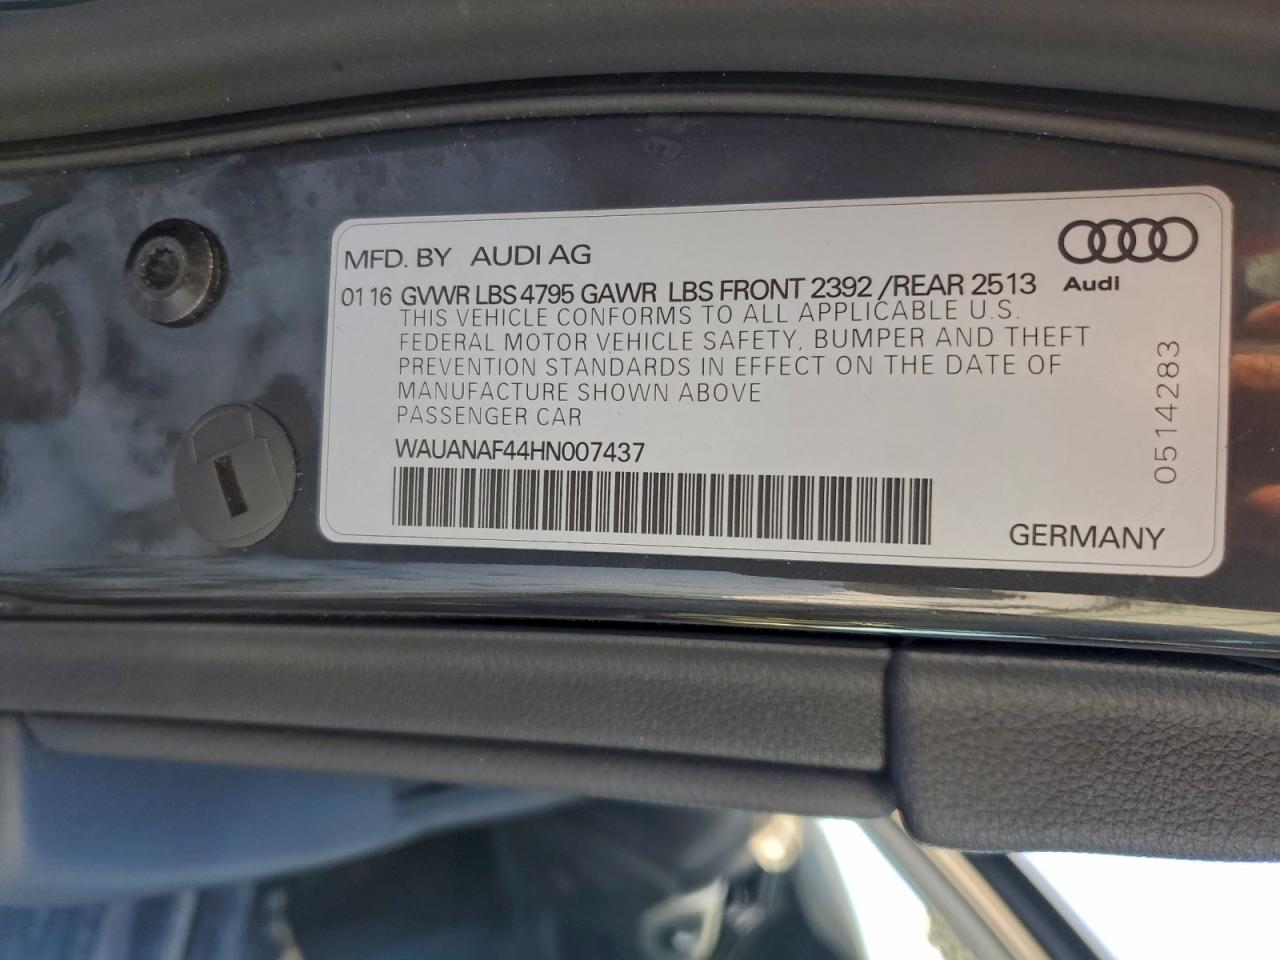 MFD. BY AUDI AG
01 16 GVWR LBS 4795 GAWR LBS FRONT 2392 /REAR 2513
Audi
THIS VEHICLE CONFORMS TO ALL APPLICABLE U.S.
FEDERAL MOTOR VEHICLE SAFETY, BUMPER AND THEFT
PREVENTION STANDARDS IN EFFECT ON THE DATE OF
MANUFACTURE SHOWN ABOVE
PASSENGER CAR
WAUANAF44HN007437
0514283
GERMANY